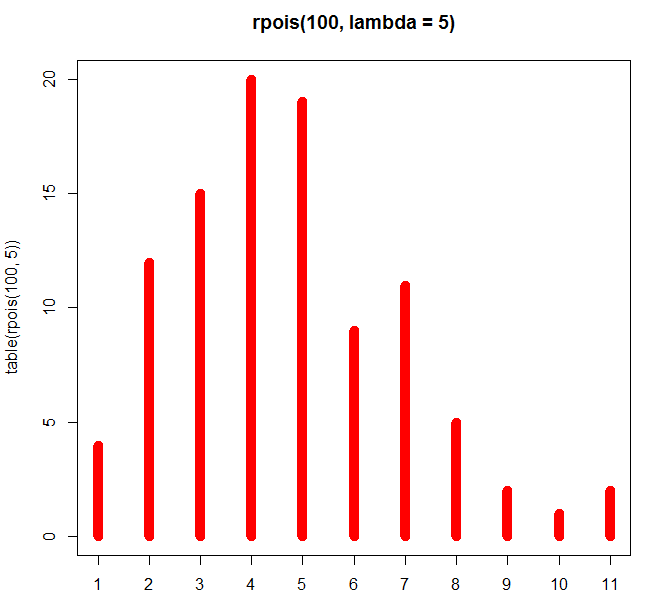 rpois(100, lambda = 5)
table(rpois(100, 5))
20
15
10
5
0
1 2 3 4 5 6 7 8 9 10 11